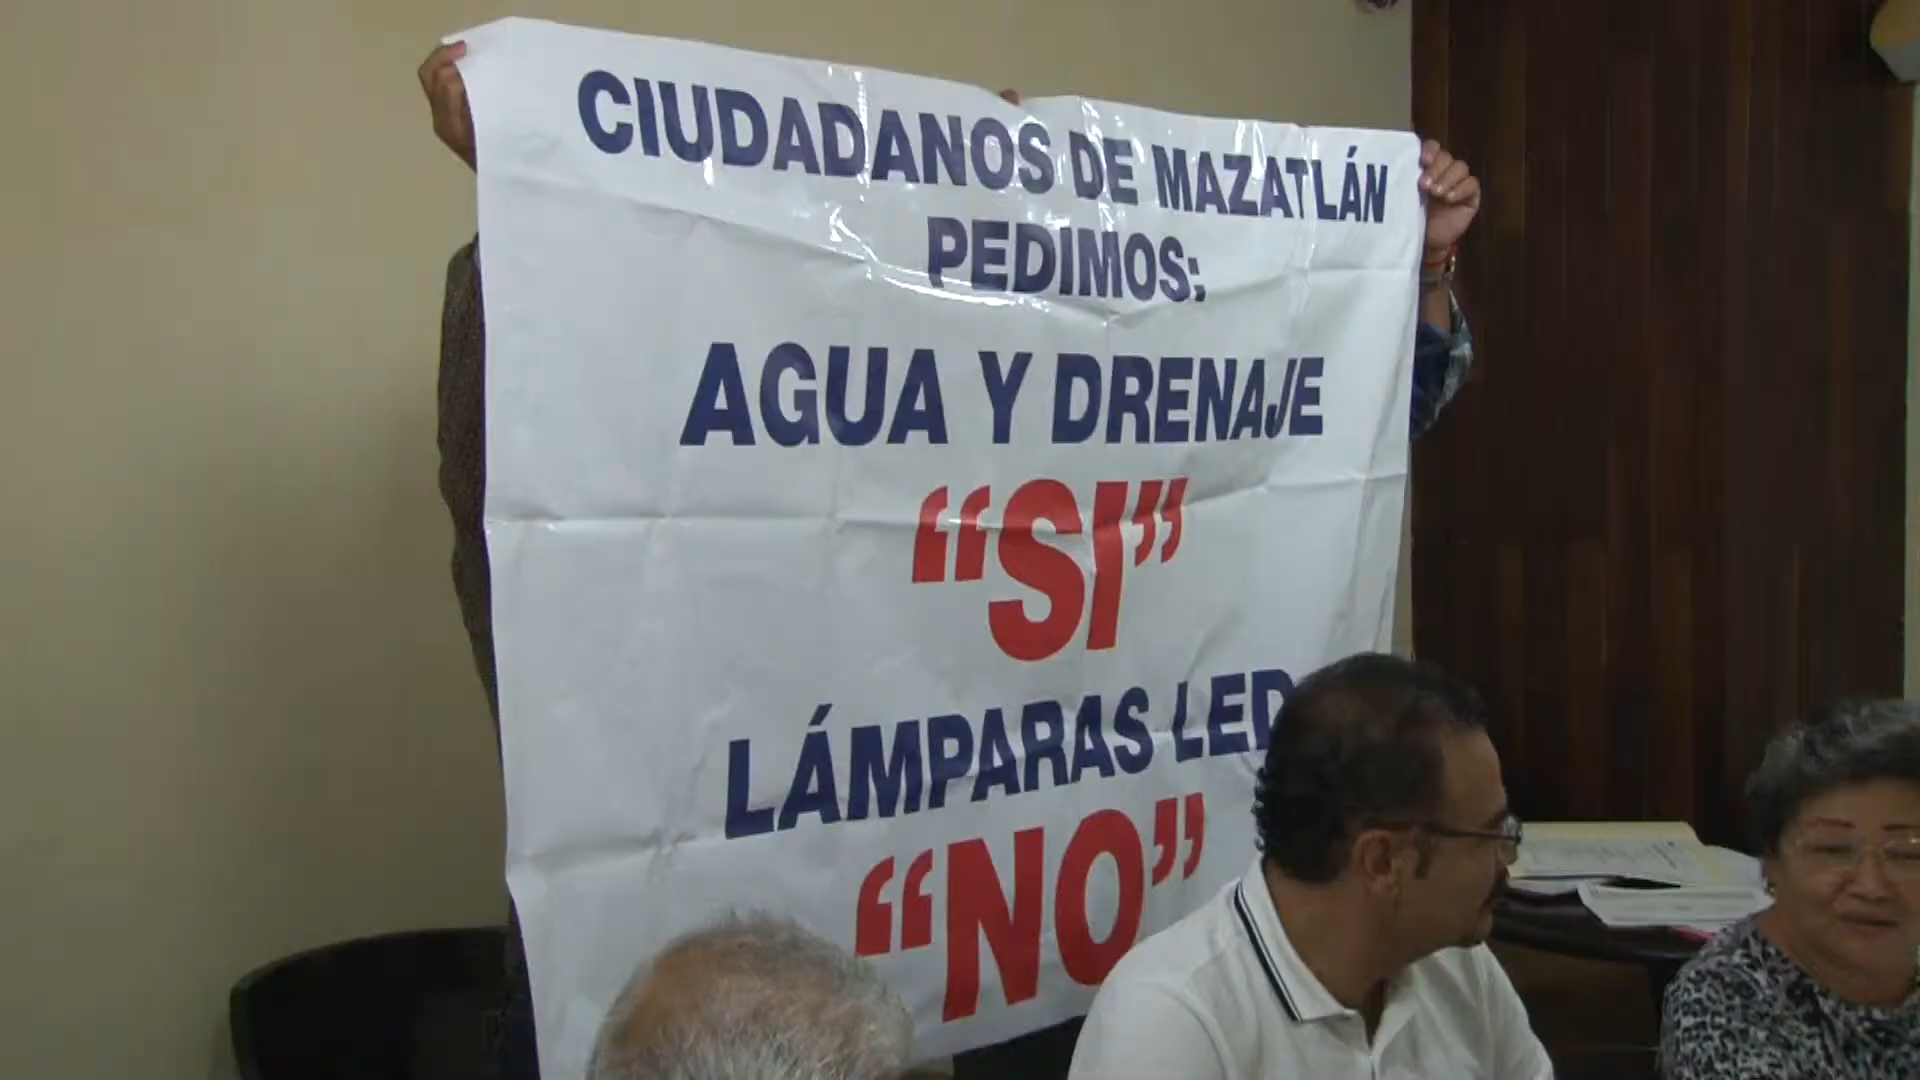 CIUDADANOS DE MAZATLÁN
PEDIMOS:
AGUA Y DRENAJE
“SI”
LÁMPARAS LED
“NO”